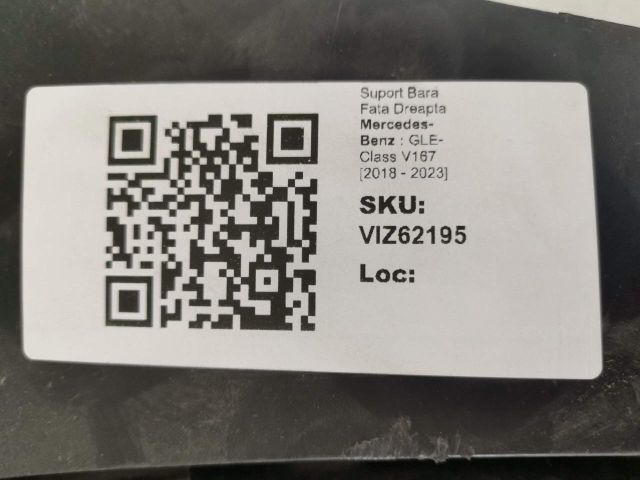 Suport Bara
Fata Dreapta
Mercedes-
Benz : GLE-
Class V167
[2018 - 2023]
SKU:
VIZ62195
Loc: